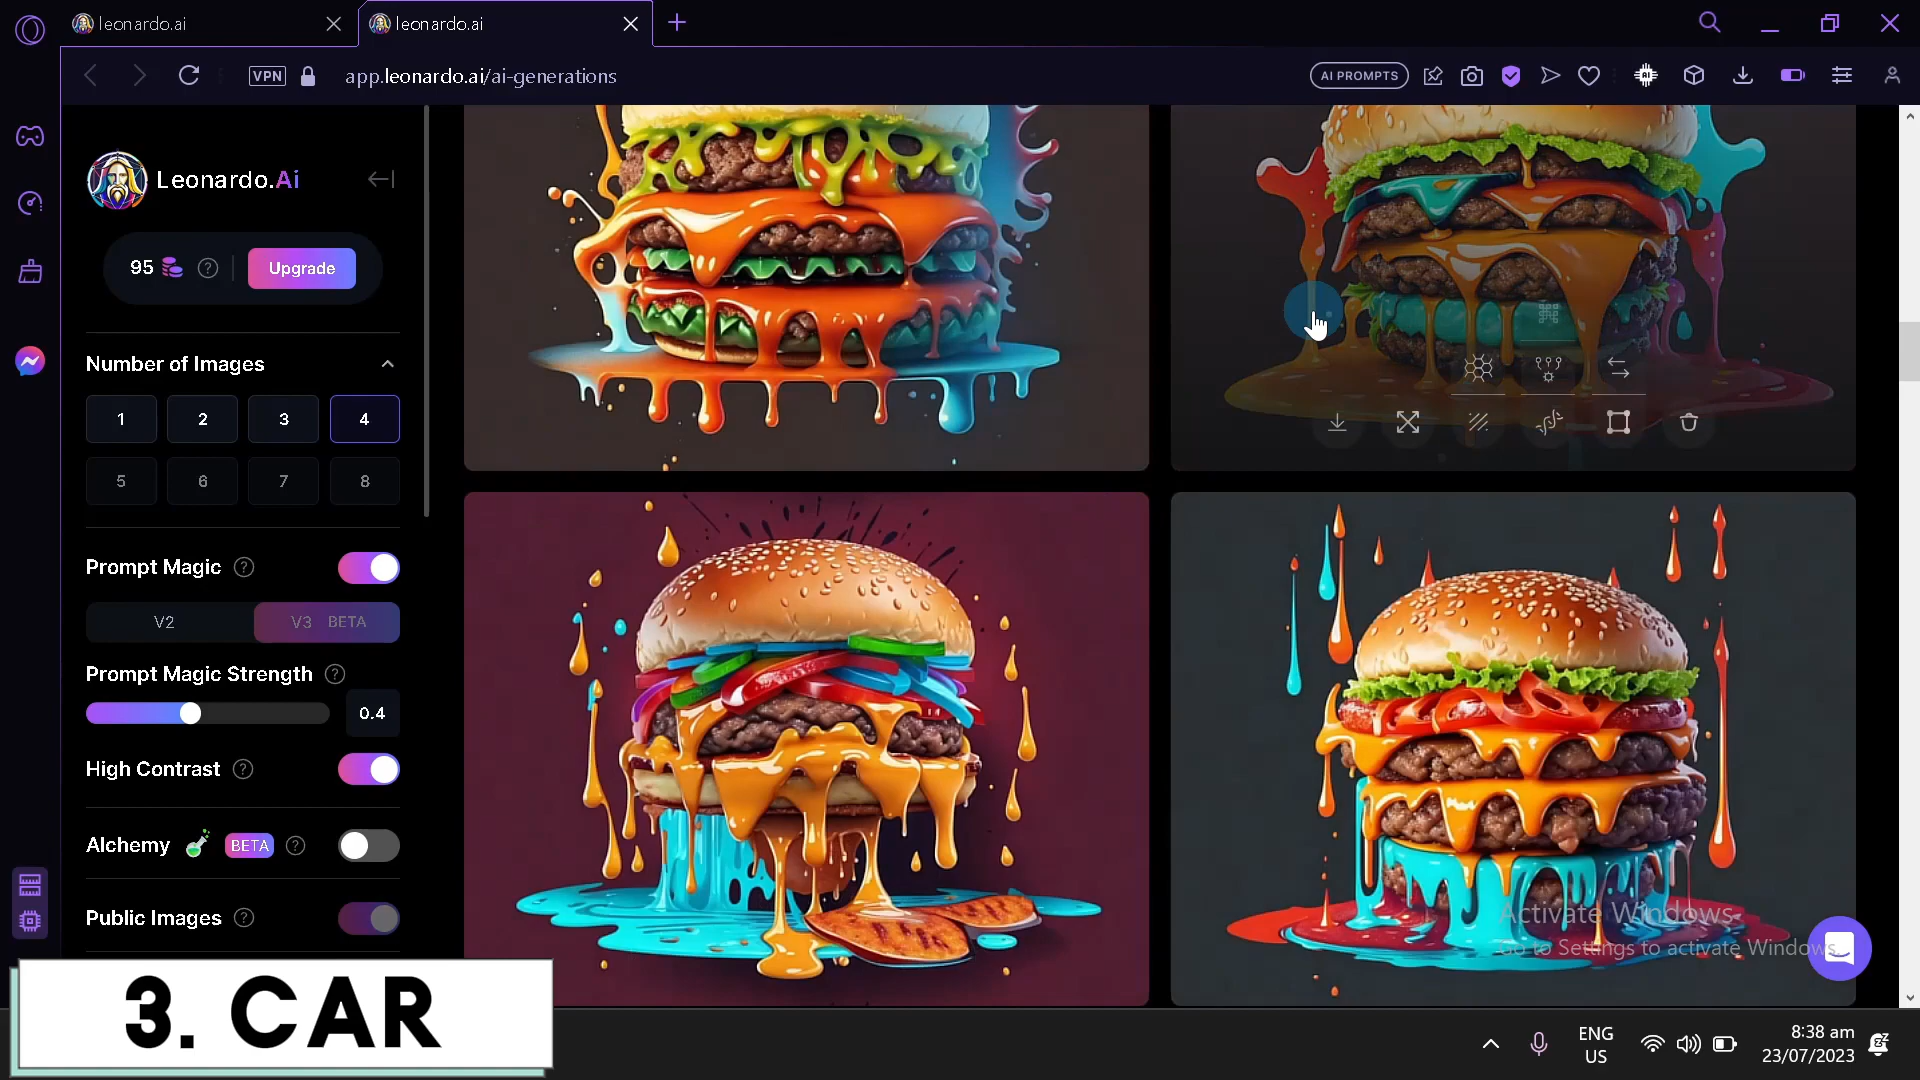 leonardo.ai
leonardo.ai
VPN
app.leonardo.ai/ai-generations
AI PROMPTS
Leonardo.Ai
95
Upgrade
Number of Images
1 2 3 4
5 6 7 8
Prompt Magic
V2 V3 BETA
Prompt Magic Strength
0.4
High Contrast
Alchemy BETA
Public Images
Activate Windows
Go to Settings to activate Windows.
3. CAR
ENG
US
8:38 am
23/07/2023